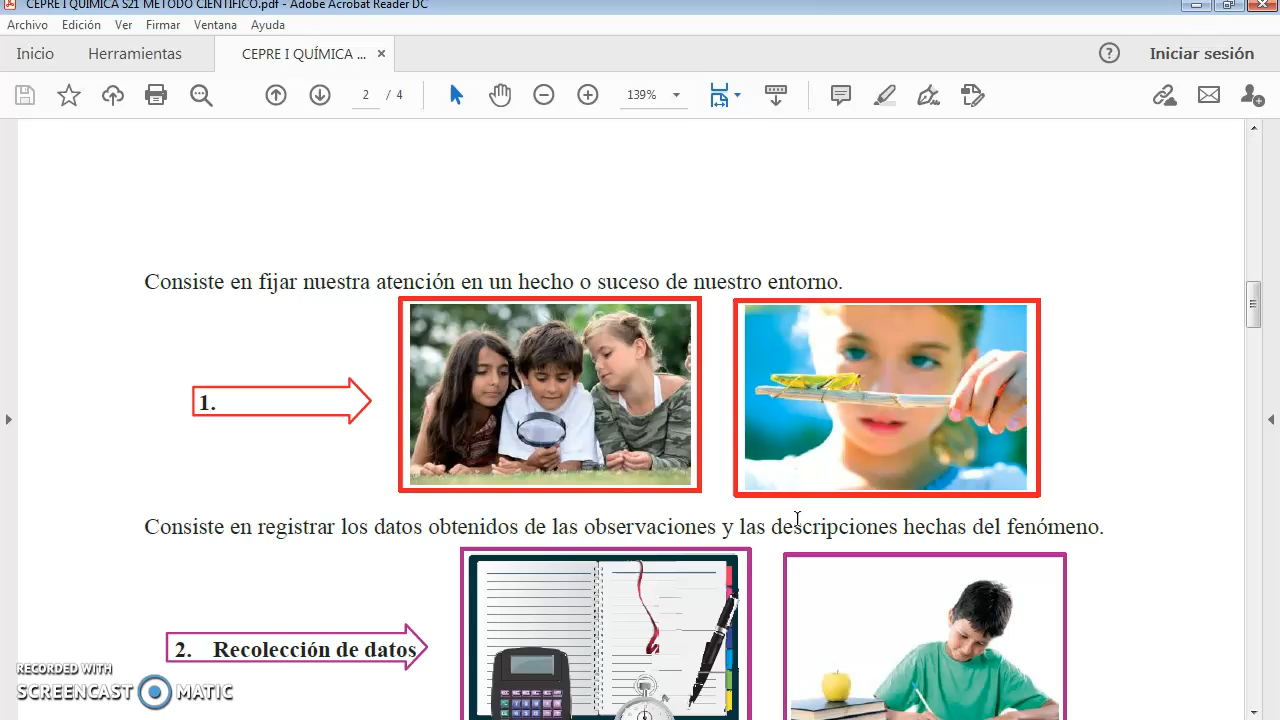 CEPRE I QUÍMICA S21 METODO CIENTÍFICO.pdf - Adobe Acrobat Reader DC
Archivo Edición Ver Firmar Ventana Ayuda
Inicio Herramientas CEPRE I QUÍMICA ... × Iniciar sesión
2 / 4 139%
Consiste en fijar nuestra atención en un hecho o suceso de nuestro entorno.
1.
Consiste en registrar los datos obtenidos de las observaciones y las descripciones hechas del fenómeno.
2. Recolección de datos
RECORDED WITH
SCREENCAST MATIC